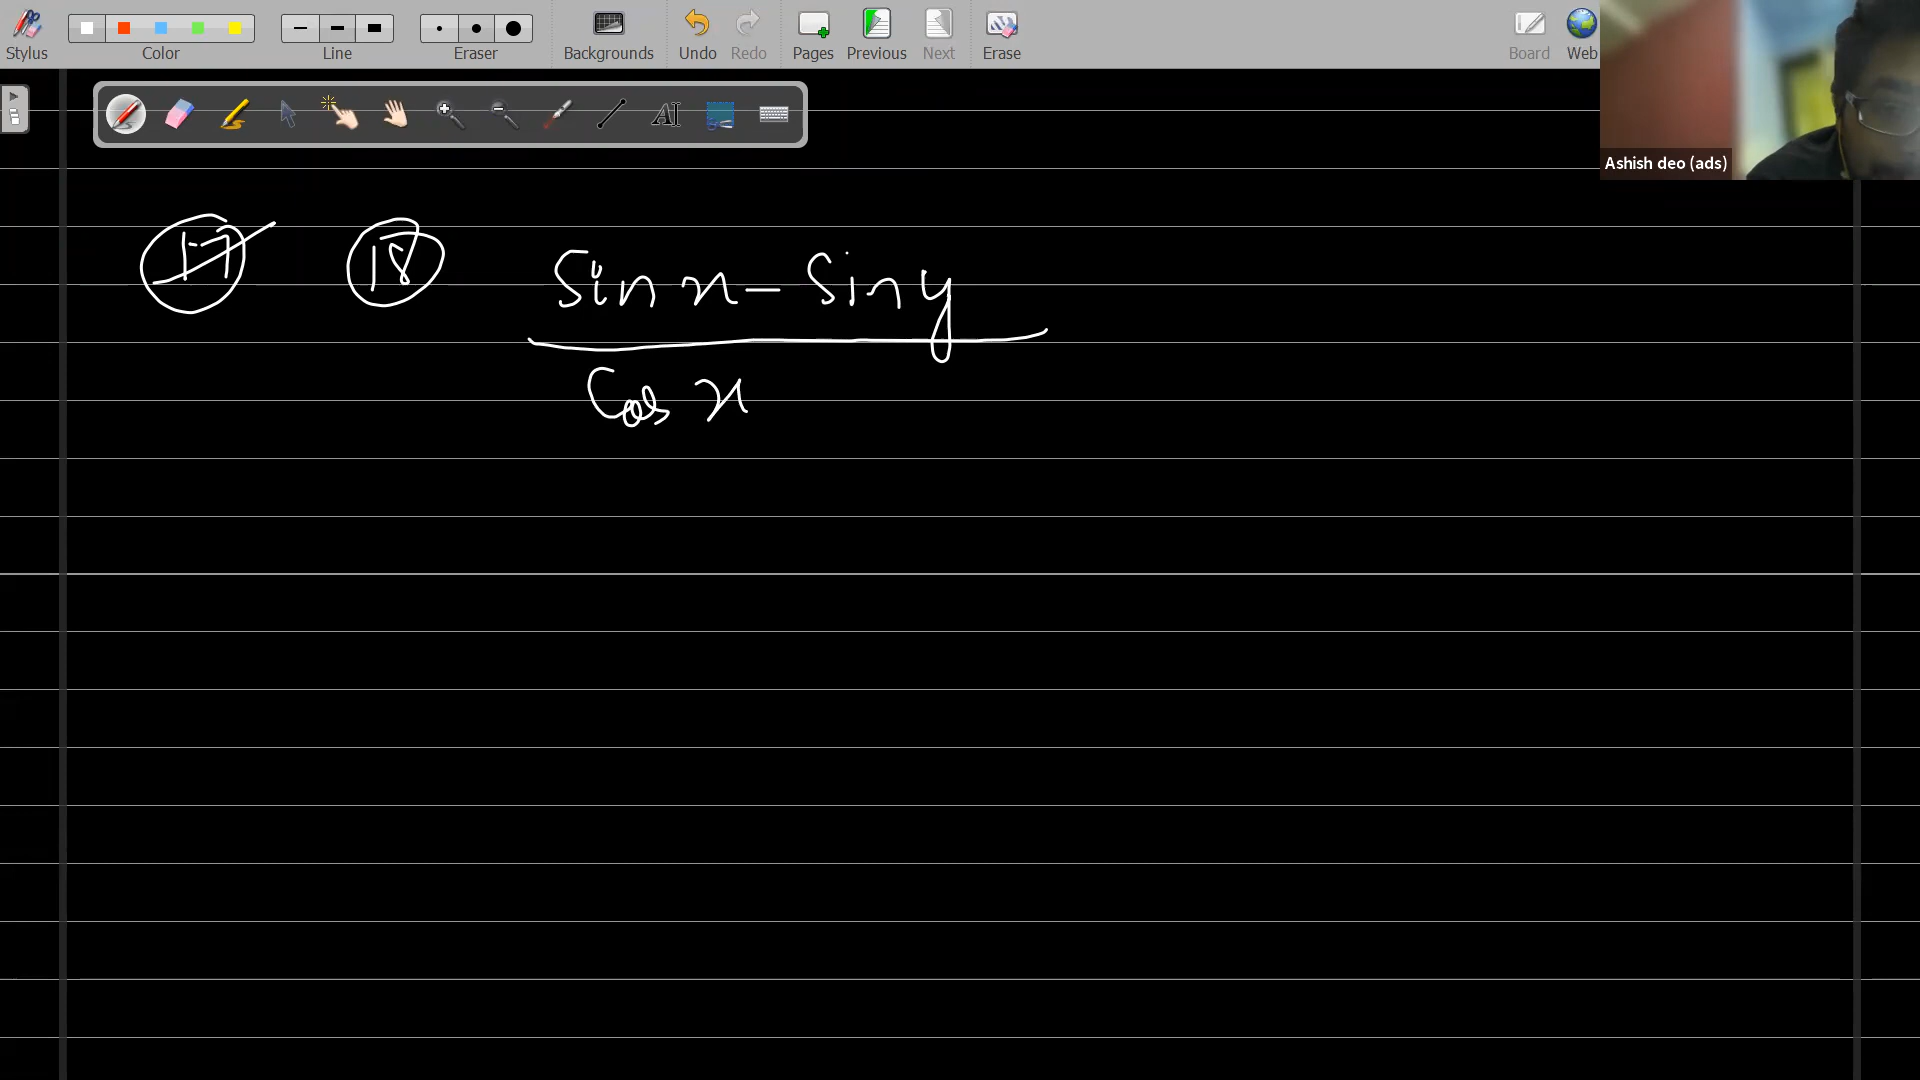 Stylus Color Line Eraser Backgrounds Undo Redo Pages Previous Next Erase Board Web
AI
Ashish deo (ads)
17 18 Sin x - Sin y
Cos x